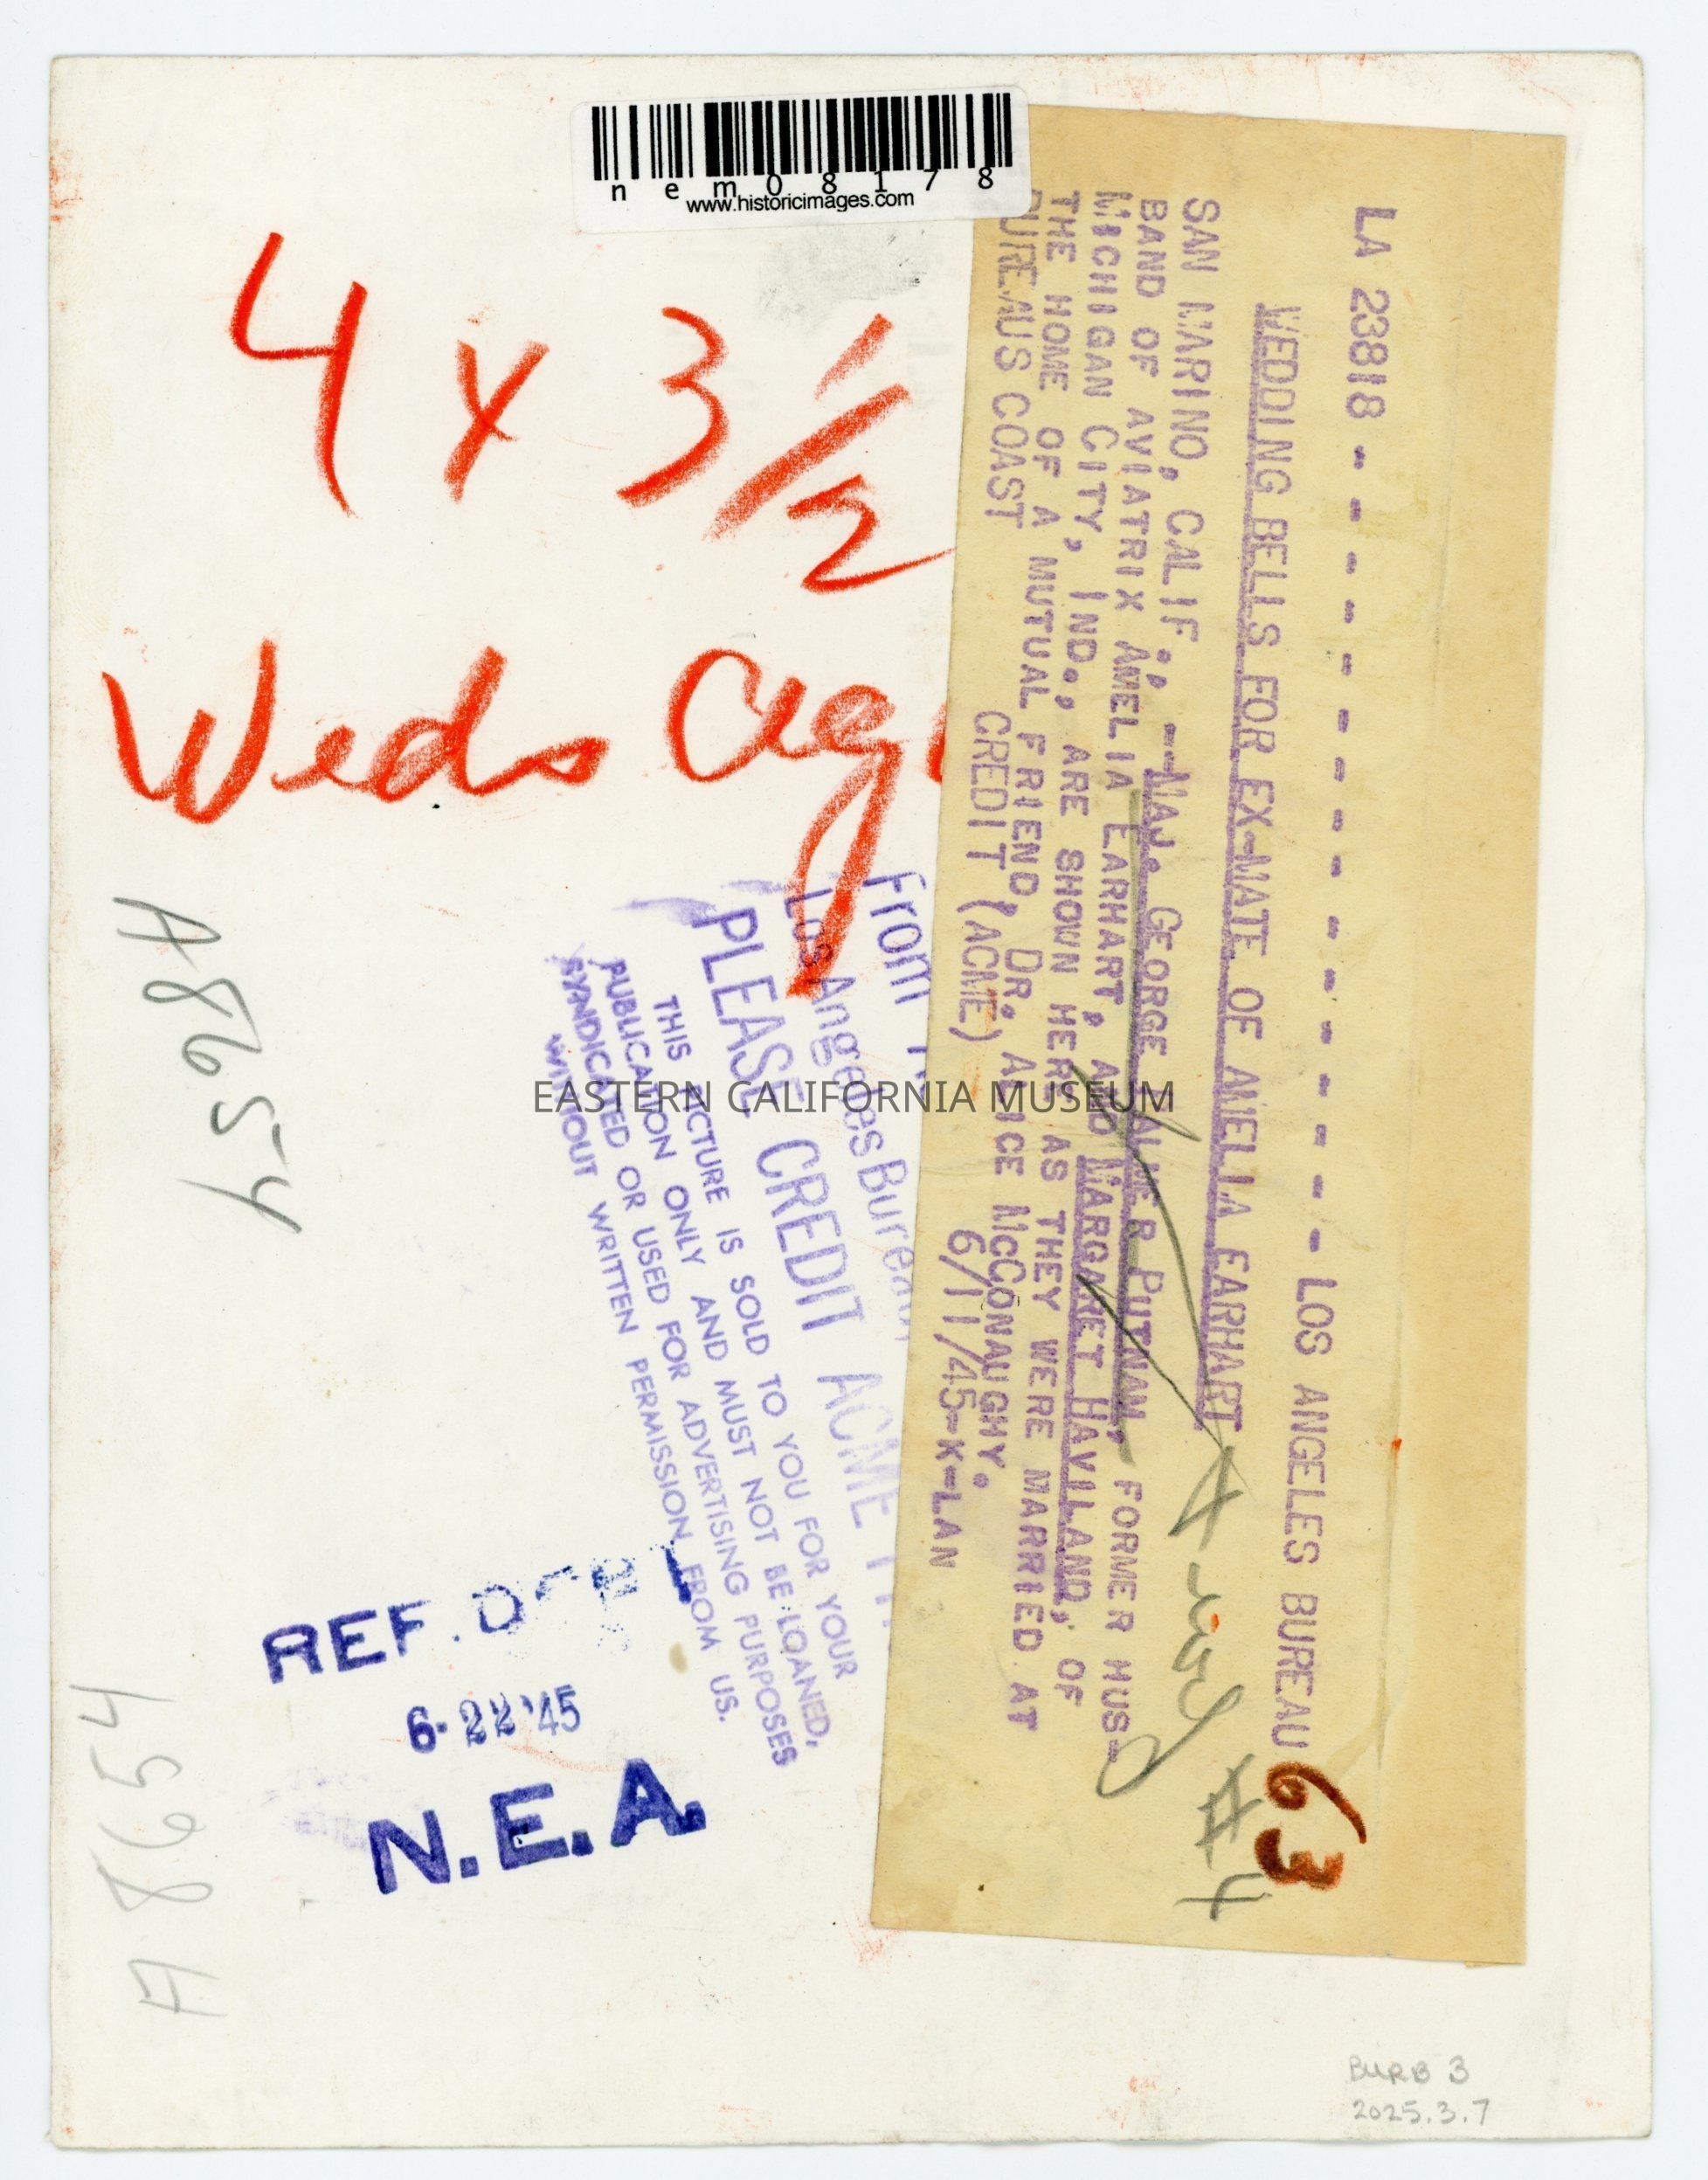 nem08178
www.historicimages.com
4 x 3 1/2
Weds Aga
LA 23818 - - - - - - - - - - - - - - - LOS ANGELES BUREAU
WEDDING BELLS FOR EX-MATE OF AMELIA EARHART
SAN MARINO, CALIF.; --MAJ. GEORGE PALMER PUTNAM, FORMER HUS-
BAND OF AVIATRIX AMELIA EARHART, AND MARGARET HAVILAND, OF
MICHIGAN CITY, IND., ARE SHOWN HERE AS THEY WERE MARRIED AT
THE HOME OF A MUTUAL FRIEND, DR. ALICE MCCONAUGHY.
BUREAUS COAST CREDIT (ACME) 6/11/45-K-LAN
63
#4
From
Los Angeles Bureau,
PLEASE CREDIT ACME
THIS PICTURE IS SOLD TO YOU FOR YOUR
PUBLICATION ONLY AND MUST NOT BE LOANED,
SYNDICATED OR USED FOR ADVERTISING PURPOSES
WITHOUT WRITTEN PERMISSION FROM US.
A8654
REF. DEPT
6-22'45
N.E.A.
A 8654
EASTERN CALIFORNIA MUSEUM
BURB 3
2025.3.7